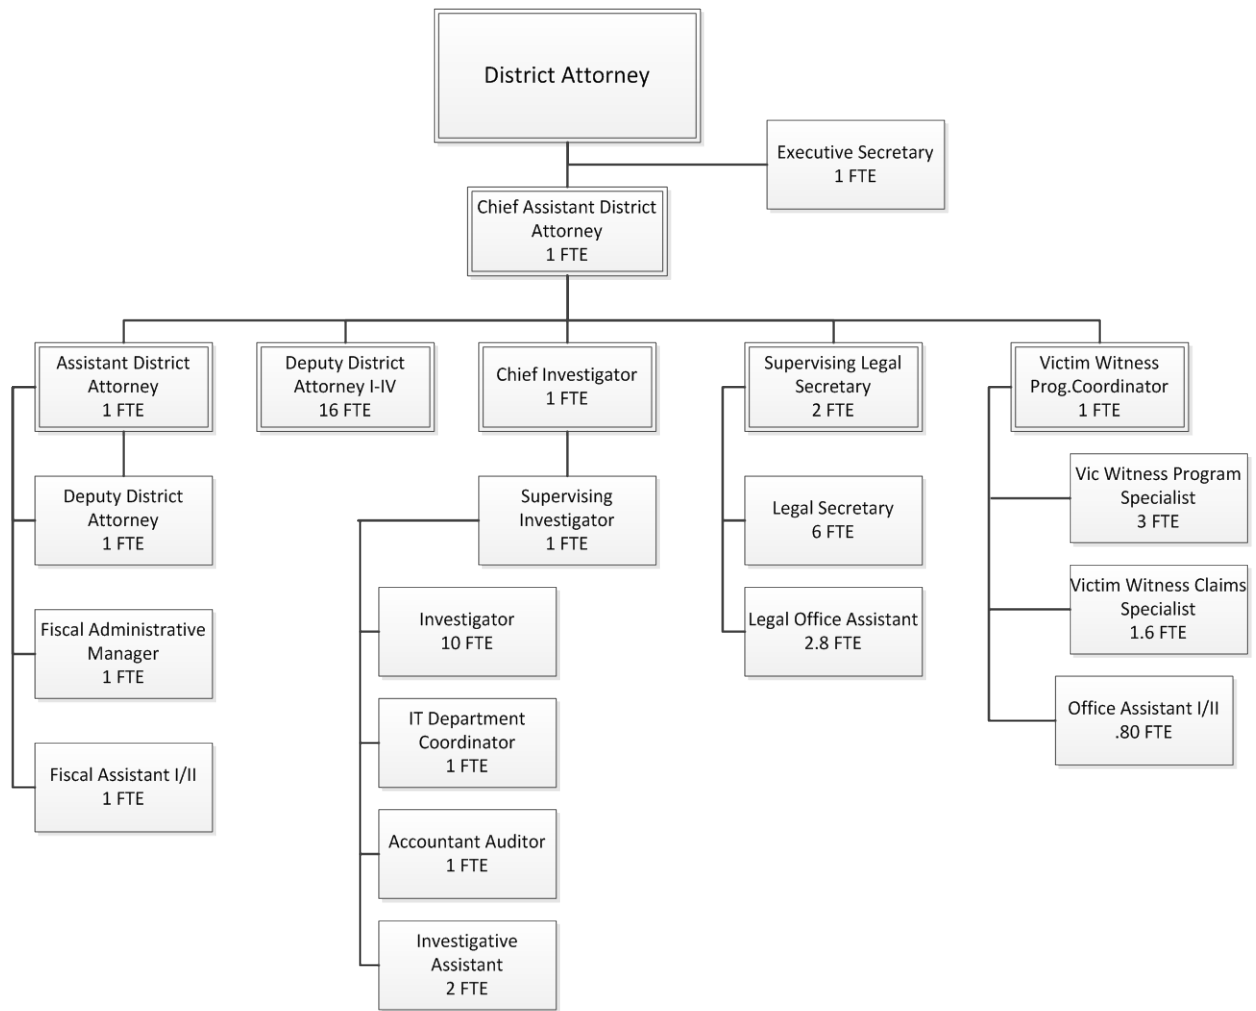 District Attorney
Executive Secretary
1 FTE
Chief Assistant District
Attorney
1 FTE
Assistant District
Attorney
1 FTE
Deputy District
Attorney I-IV
16 FTE
Chief Investigator
1 FTE
Supervising Legal
Secretary
2 FTE
Victim Witness
Prog.Coordinator
1 FTE
Deputy District
Attorney
1 FTE
Fiscal Administrative
Manager
1 FTE
Fiscal Assistant I/II
1 FTE
Supervising
Investigator
1 FTE
Investigator
10 FTE
IT Department
Coordinator
1 FTE
Accountant Auditor
1 FTE
Investigative
Assistant
2 FTE
Legal Secretary
6 FTE
Legal Office Assistant
2.8 FTE
Vic Witness Program
Specialist
3 FTE
Victim Witness Claims
Specialist
1.6 FTE
Office Assistant I/II
.80 FTE